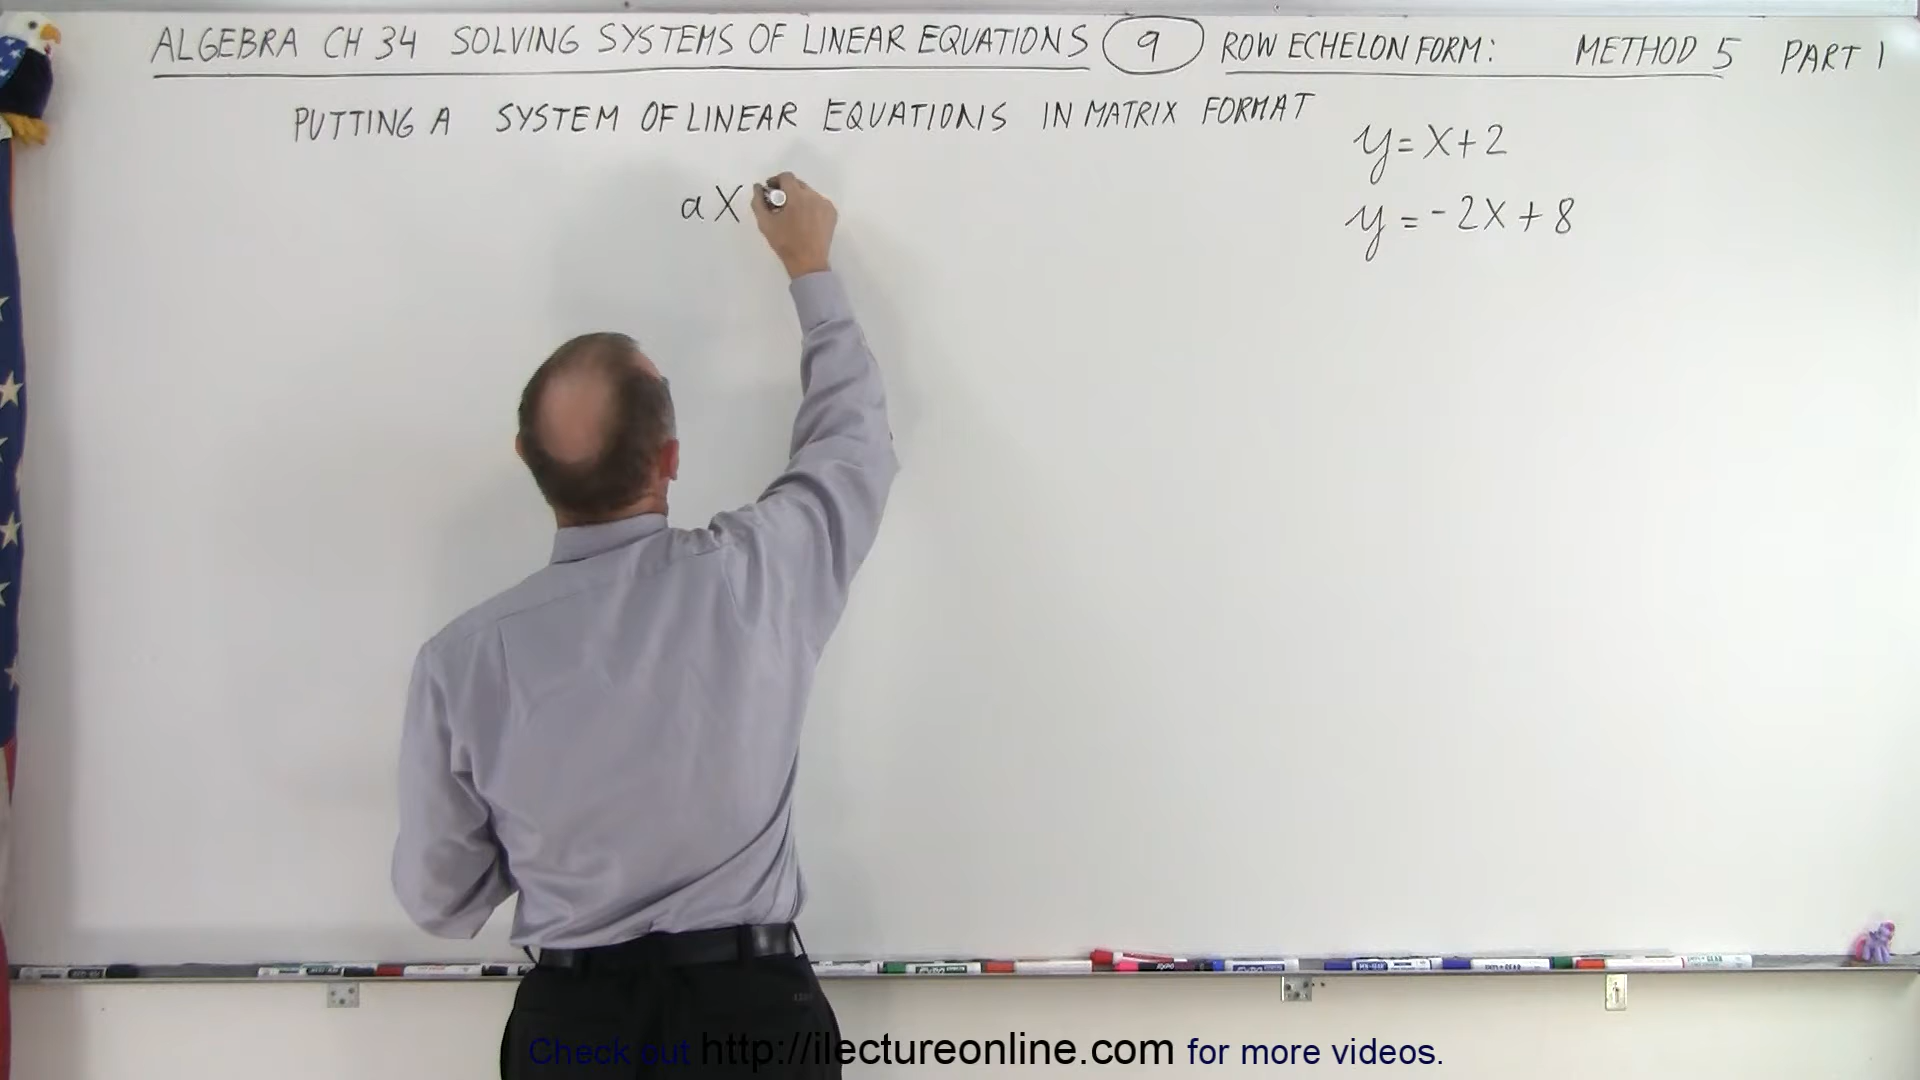 ALGEBRA CH 34 SOLVING SYSTEMS OF LINEAR EQUATIONS 9 ROW ECHELON FORM: METHOD 5 PART 1
PUTTING A SYSTEM OF LINEAR EQUATIONS IN MATRIX FORMAT
y = x + 2
a x
y = -2x + 8
Check out http://ilectureonline.com for more videos.